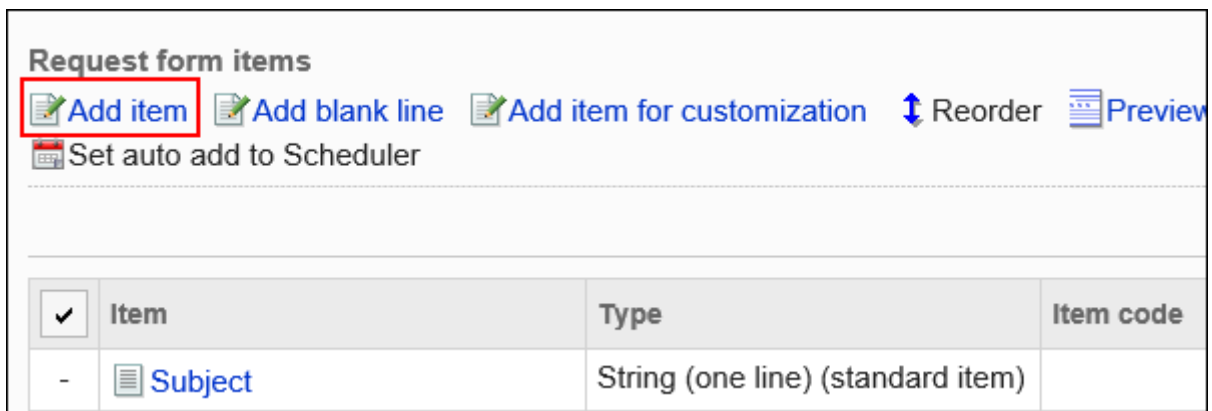 Request form items
Add item Add blank line Add item for customization Reorder Preview
Set auto add to Scheduler
Item Type Item code
- Subject String (one line) (standard item)